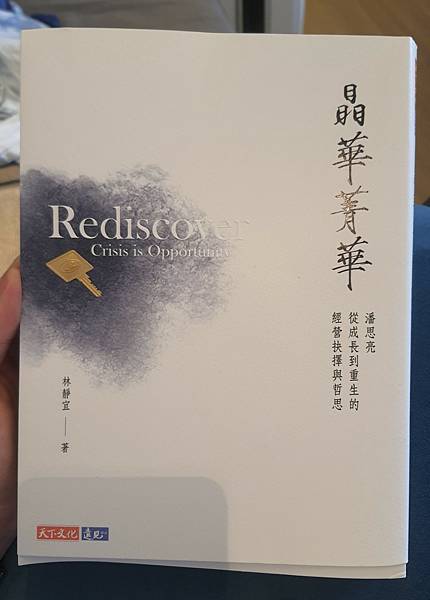 晶華菁華
潘思亮
從成長到重生的
經營抉擇與哲思
Rediscover
Crisis is Opportunity
林靜宜——著
天下文化
遠見